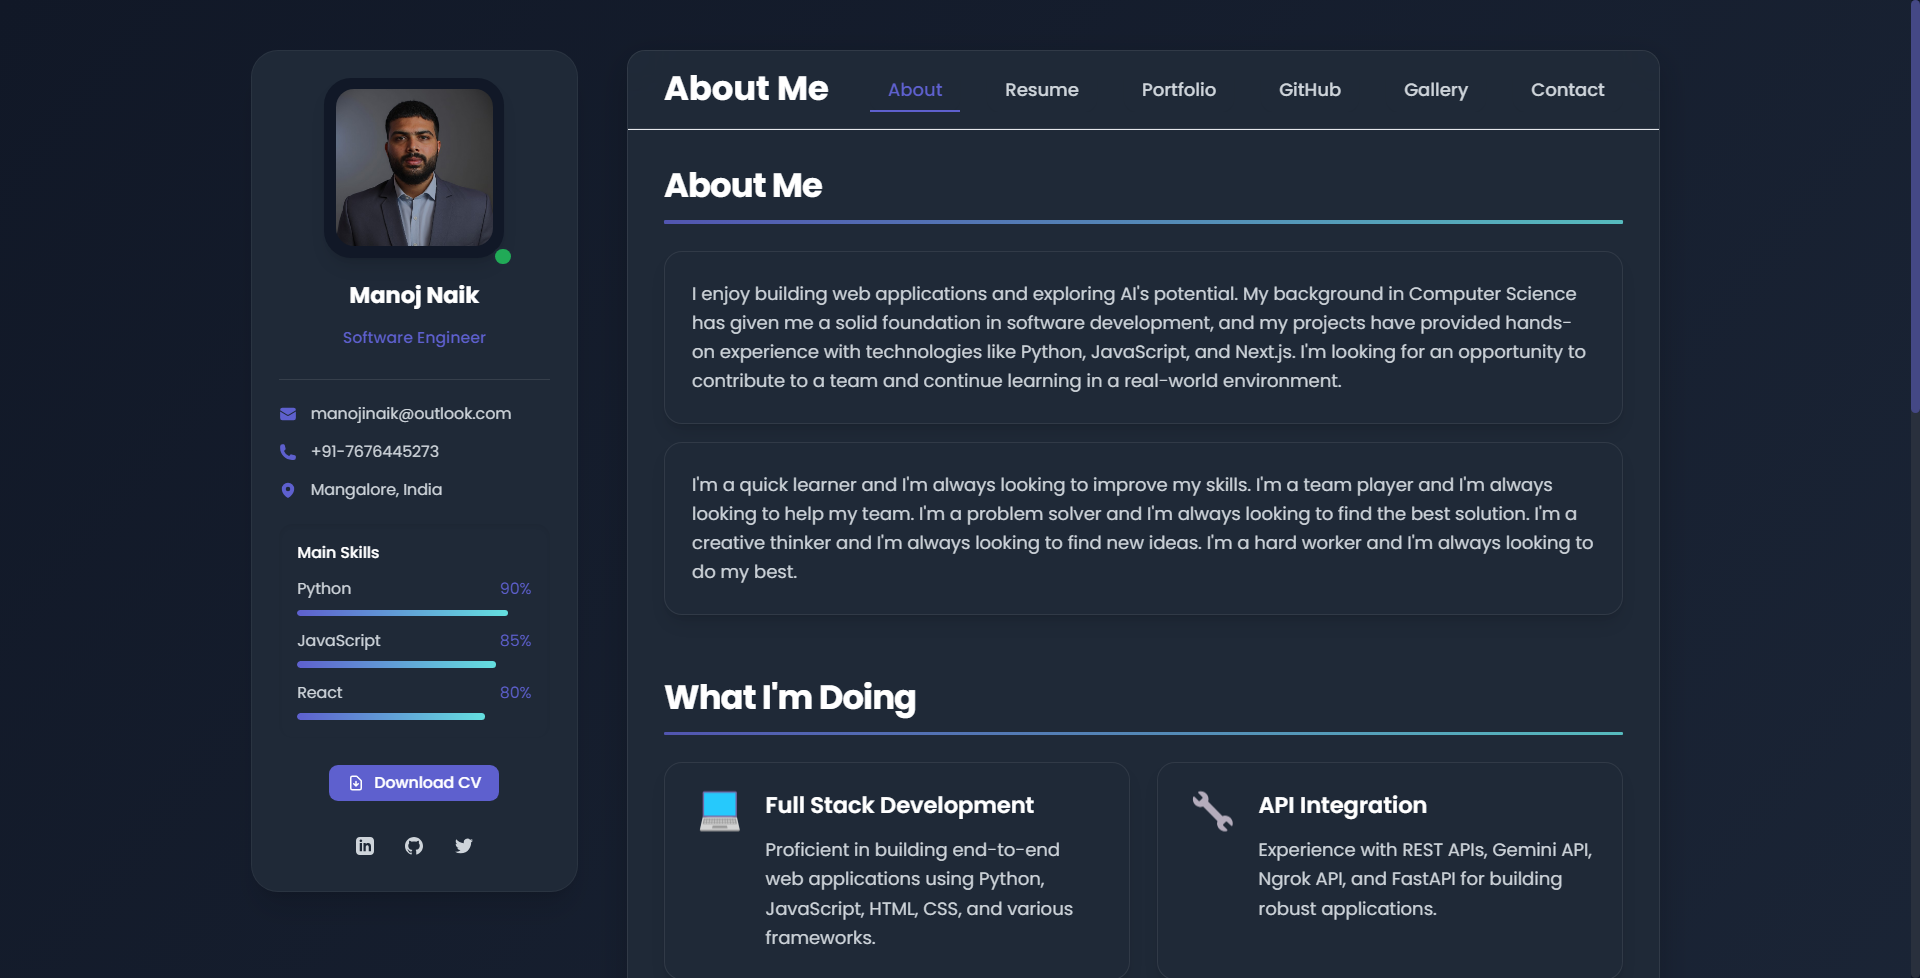 Manoj Naik
Software Engineer
manojinaik@outlook.com
+91-7676445273
Mangalore, India
Main Skills
Python 90%
JavaScript 85%
React 80%
Download CV
About Me
About Resume Portfolio GitHub Gallery Contact
About Me
I enjoy building web applications and exploring AI's potential. My background in Computer Science
has given me a solid foundation in software development, and my projects have provided hands-
on experience with technologies like Python, JavaScript, and Next.js. I'm looking for an opportunity to
contribute to a team and continue learning in a real-world environment.
I'm a quick learner and I'm always looking to improve my skills. I'm a team player and I'm always
looking to help my team. I'm a problem solver and I'm always looking to find the best solution. I'm a
creative thinker and I'm always looking to find new ideas. I'm a hard worker and I'm always looking to
do my best.
What I'm Doing
Full Stack Development
Proficient in building end-to-end
web applications using Python,
JavaScript, HTML, CSS, and various
frameworks.
API Integration
Experience with REST APIs, Gemini API,
Ngrok API, and FastAPI for building
robust applications.